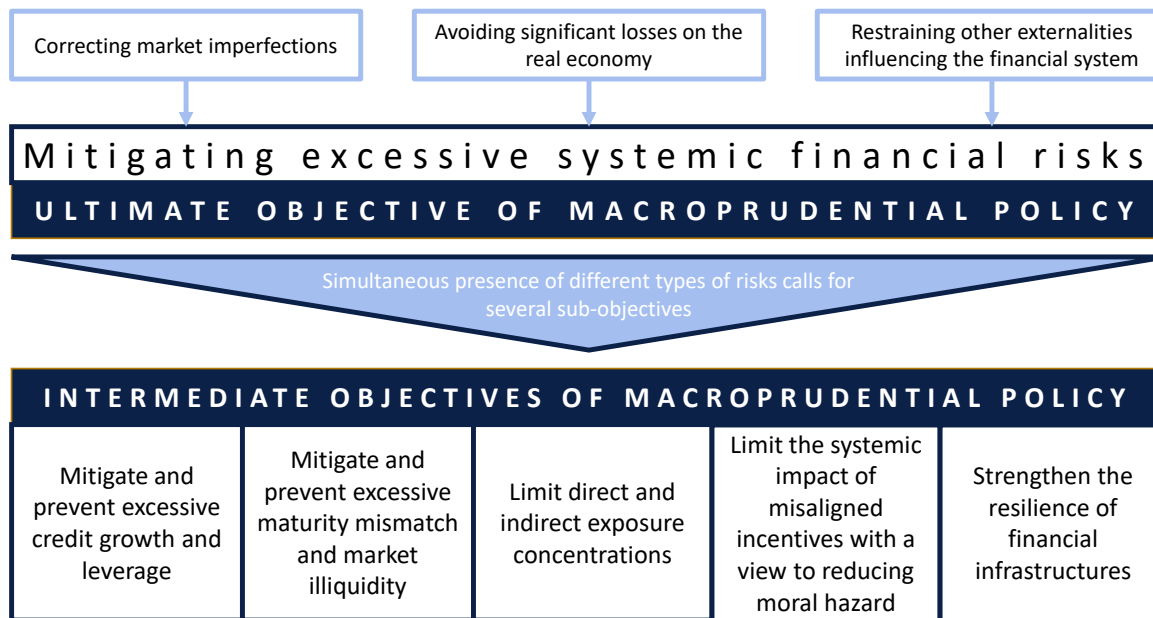 Correcting market imperfections
Avoiding significant losses on the
real economy
Restraining other externalities
influencing the financial system
Mitigating excessive systemic financial risks
ULTIMATE OBJECTIVE OF MACROPRUDENTIAL POLICY
Simultaneous presence of different types of risks calls for
several sub-objectives
INTERMEDIATE OBJECTIVES OF MACROPRUDENTIAL POLICY
Mitigate and
prevent excessive
credit growth and
leverage
Mitigate and
prevent excessive
maturity mismatch
and market
illiquidity
Limit direct and
indirect exposure
concentrations
Limit the systemic
impact of
misaligned
incentives with a
view to reducing
moral hazard
Strengthen the
resilience of
financial
infrastructures